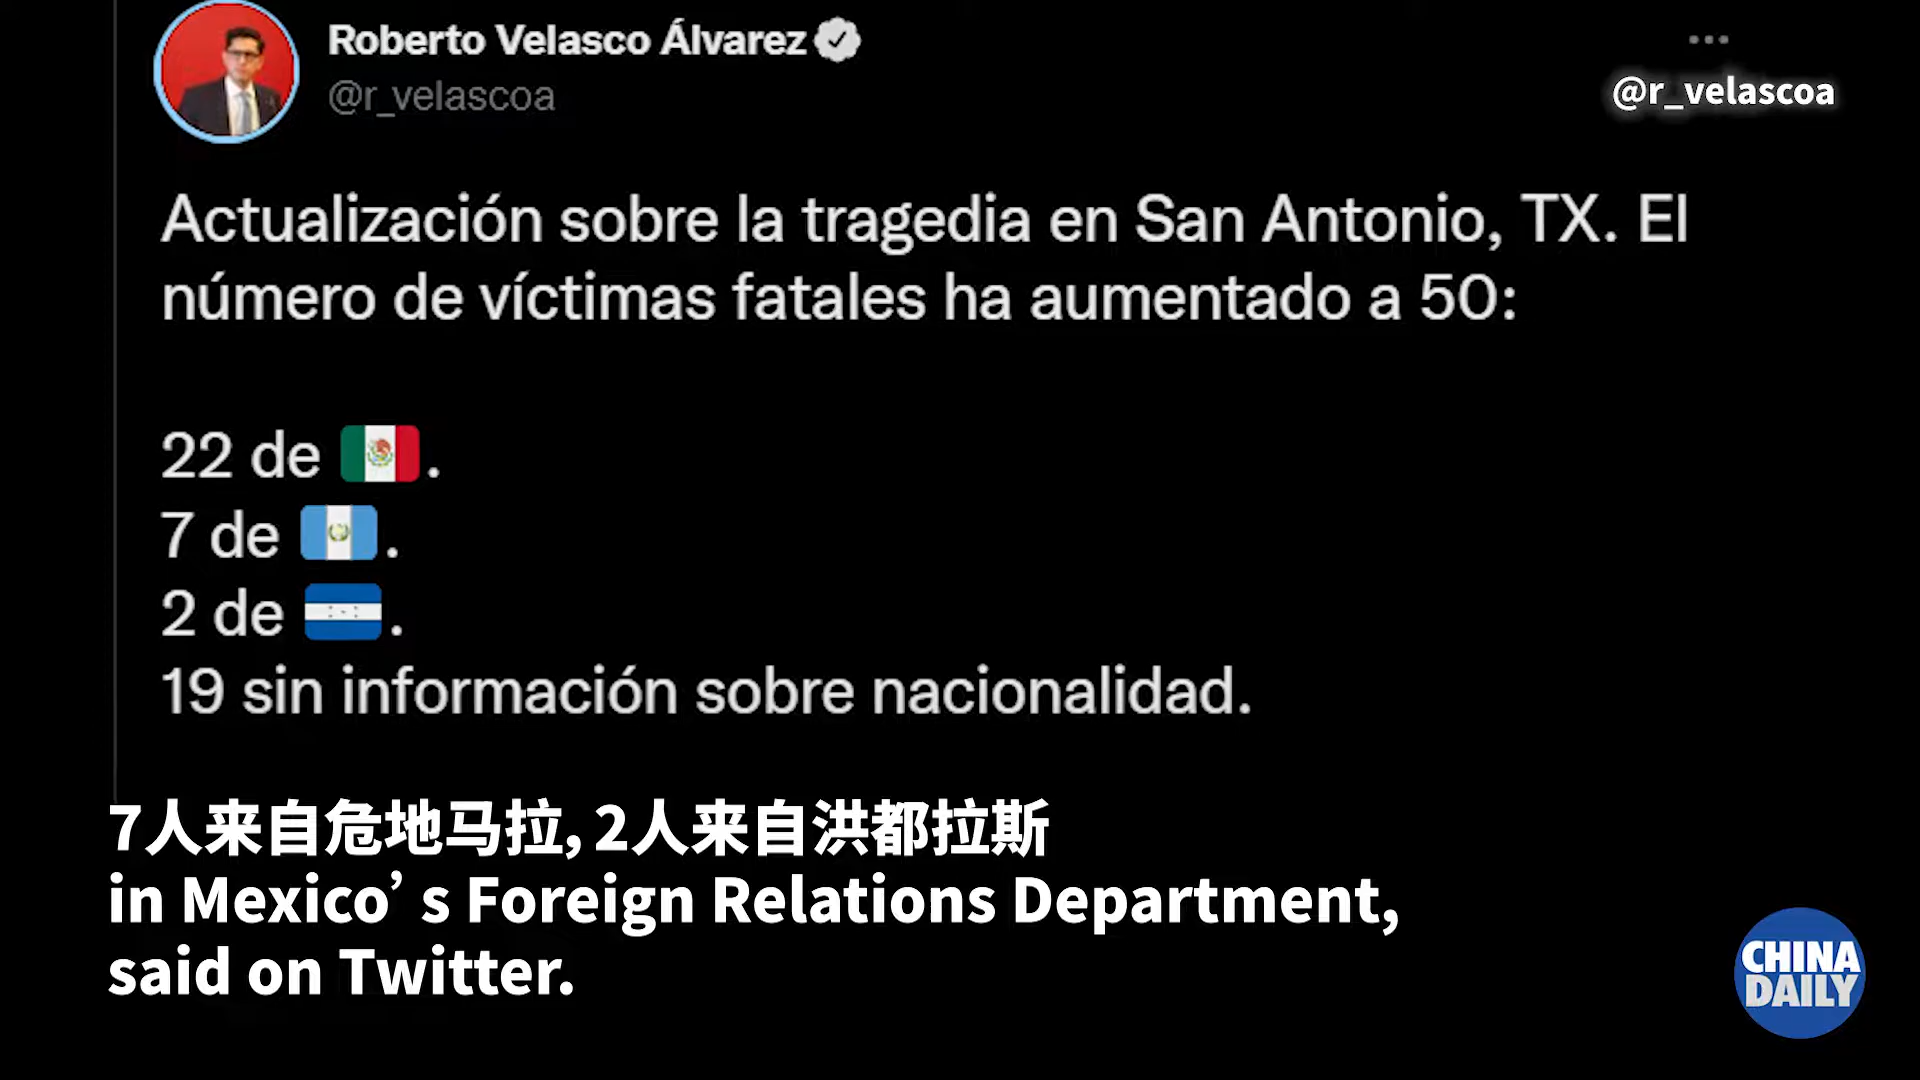 Roberto Velasco Álvarez
@r_velascoa
@r_velascoa
Actualización sobre la tragedia en San Antonio, TX. El
número de víctimas fatales ha aumentado a 50:
22 de 🇲🇽.
7 de 🇬🇹.
2 de 🇭🇳.
19 sin información sobre nacionalidad.
7人来自危地马拉, 2人来自洪都拉斯
in Mexico’s Foreign Relations Department,
said on Twitter.
CHINA
DAILY